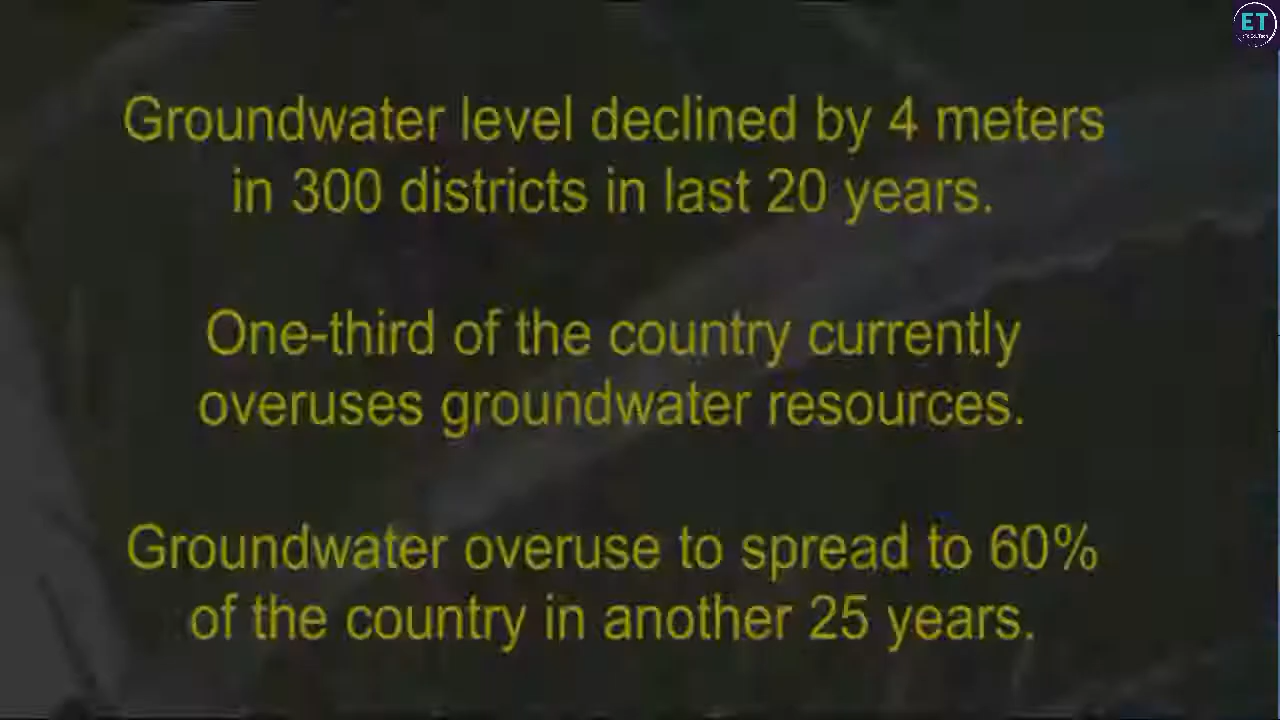 ET
Groundwater level declined by 4 meters
in 300 districts in last 20 years.
One-third of the country currently
overuses groundwater resources.
Groundwater overuse to spread to 60%
of the country in another 25 years.